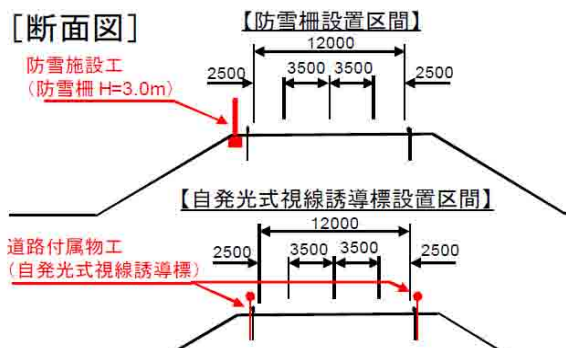 [断面図]
【防雪柵設置区間】
12000
防雪施設工
（防雪柵 H=3.0m）
2500
3500
3500
2500
【自発光式視線誘導標設置区間】
12000
道路付属物工
（自発光式視線誘導標）
2500
3500
3500
2500